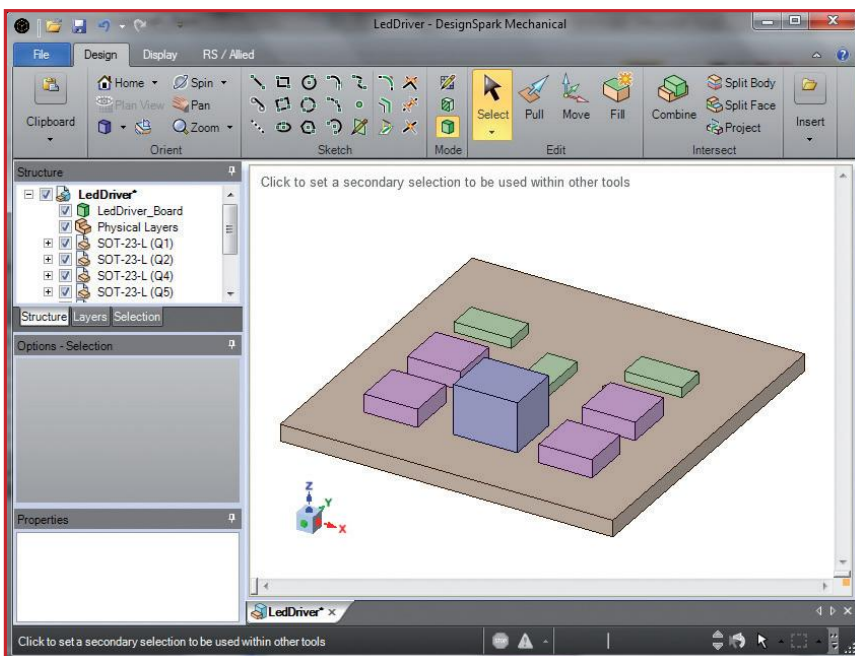 LedDriver - DesignSpark Mechanical
File Design Display RS / Allied
Clipboard
Home Spin
Plan View Pan
Zoom
Orient
Sketch
Mode
Select Pull Move Fill
Edit
Combine
Split Body
Split Face
Project
Intersect
Insert
Structure
LedDriver*
LedDriver_Board
Physical Layers
SOT-23-L (Q1)
SOT-23-L (Q2)
SOT-23-L (Q4)
SOT-23-L (Q5)
Structure Layers Selection
Options - Selection
Properties
Click to set a secondary selection to be used within other tools
Z
Y
X
LedDriver*
Click to set a secondary selection to be used within other tools